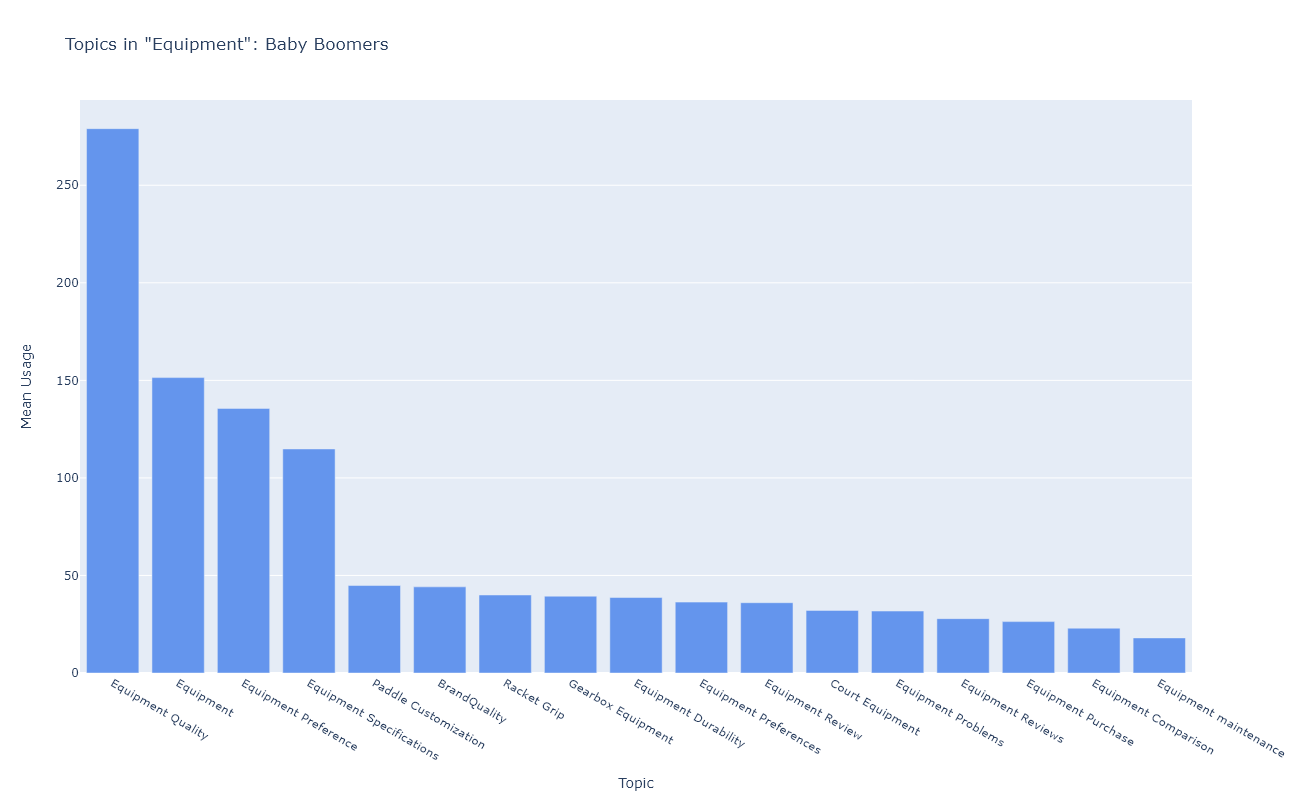 Topics in "Equipment": Baby Boomers
Mean Usage
250
200
150
100
50
0
Equipment Quality
Equipment
Equipment Preference
Equipment Specifications
Paddle Customization
BrandQuality
Racket Grip
Gearbox Equipment
Equipment Durability
Equipment Preferences
Equipment Review
Court Equipment
Equipment Problems
Equipment Reviews
Equipment Purchase
Equipment Comparison
Equipment maintenance
Topic